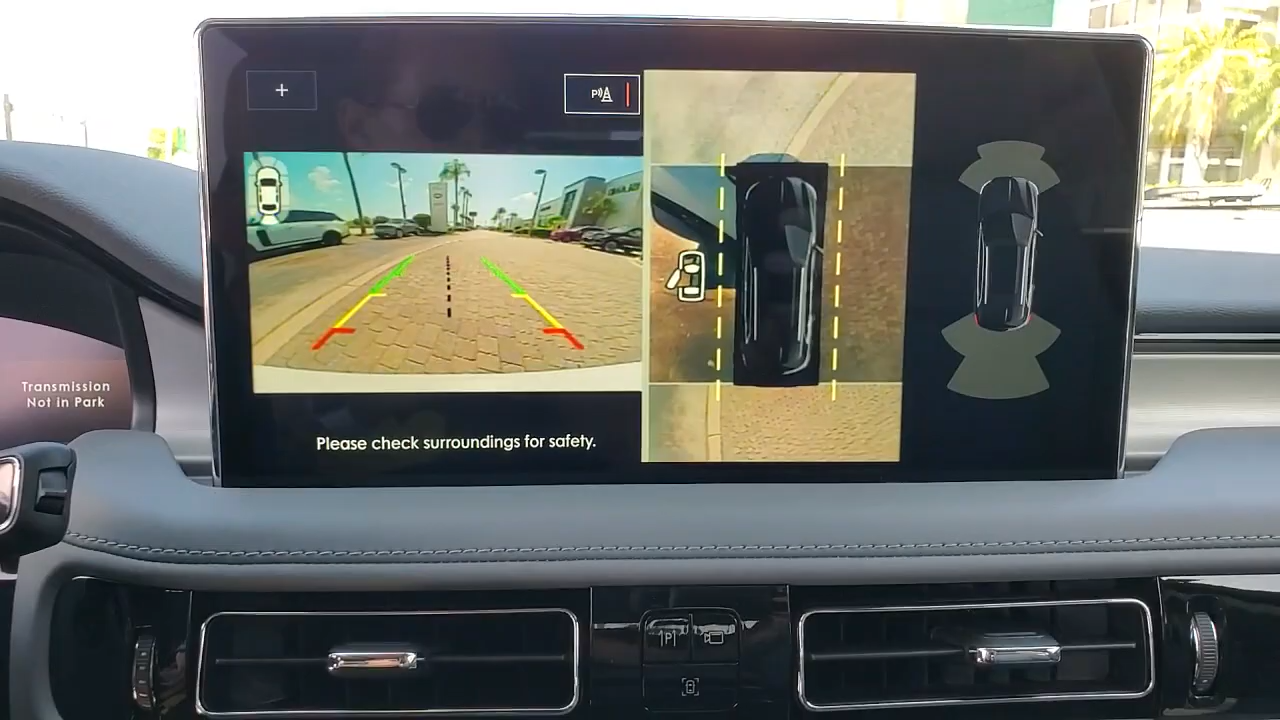 +
P
Transmission
Not in Park
Please check surroundings for safety.
P